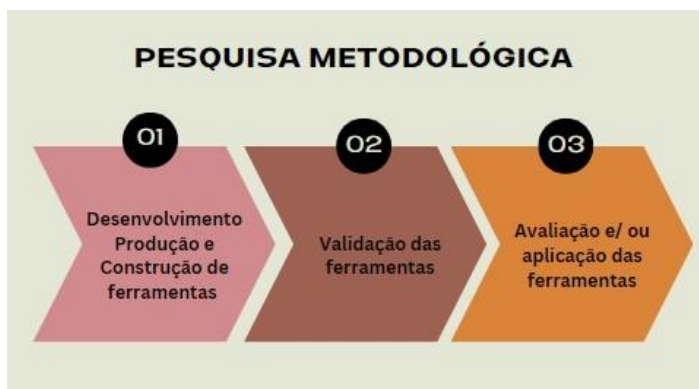 PESQUISA METODOLÓGICA
01
Desenvolvimento
Produção e
Construção de
ferramentas
02
Validação das
ferramentas
03
Avaliação e/ ou
aplicação das
ferramentas